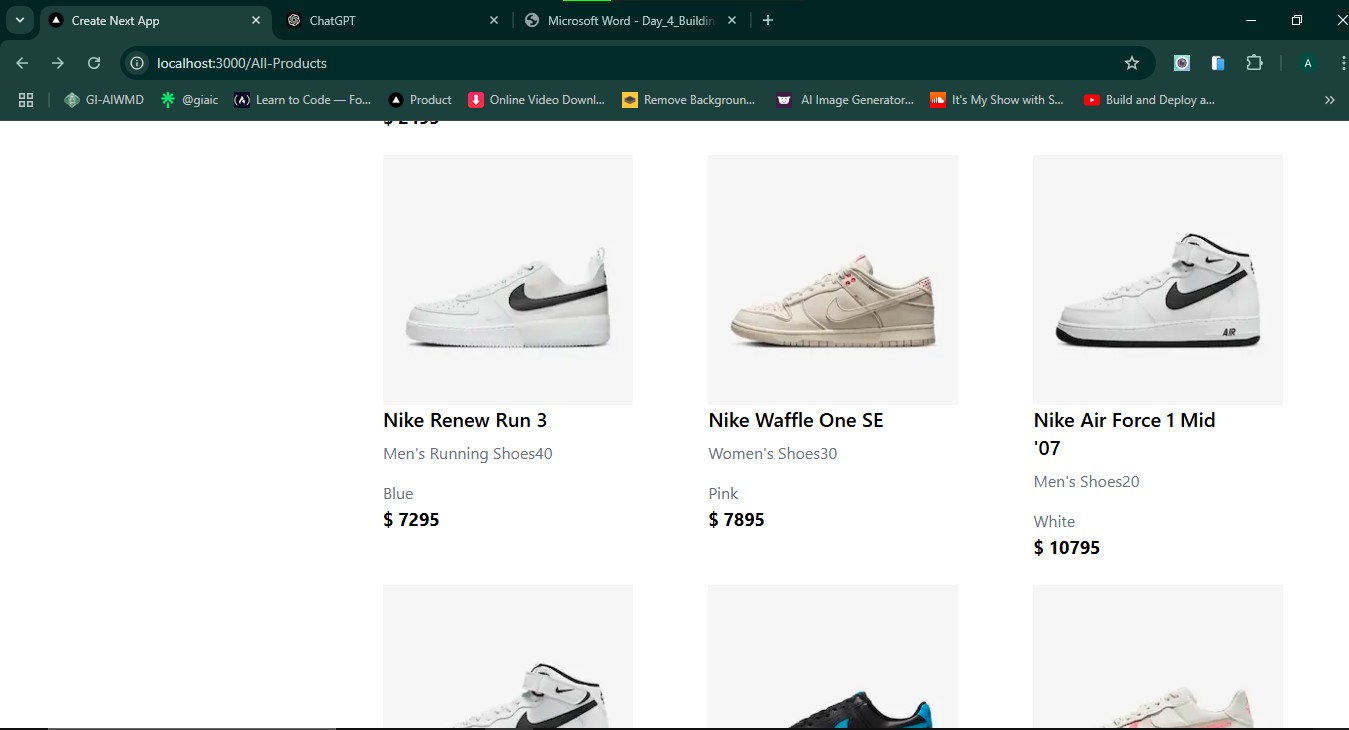 Create Next App
ChatGPT
Microsoft Word - Day_4_Buildin
localhost:3000/All-Products
A
GI-AIWMD
@giaic
Learn to Code — Fo...
Product
Online Video Downl...
Remove Backgroun...
AI Image Generator...
It's My Show with S...
Build and Deploy a...
AIR
Nike Renew Run 3
Nike Waffle One SE
Nike Air Force 1 Mid
'07
Men's Running Shoes40
Women's Shoes30
Men's Shoes20
Blue
Pink
White
$ 7295
$ 7895
$ 10795